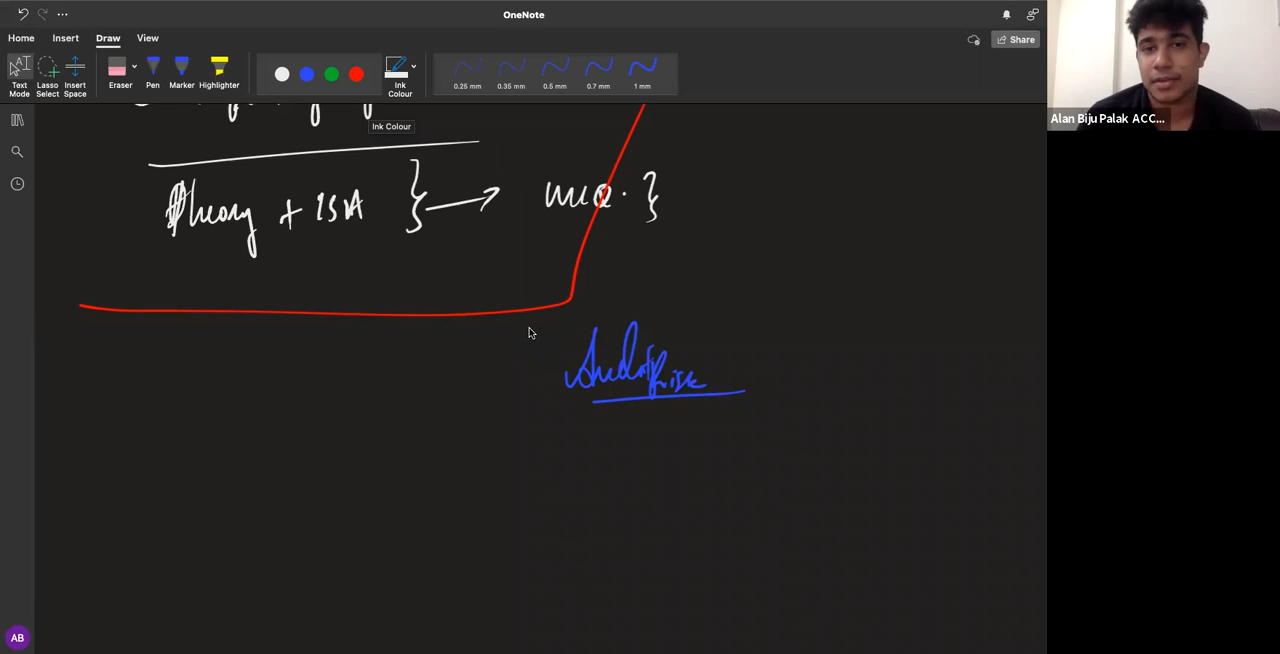 OneNote
Home Insert Draw View
Share
Text Mode
Lasso Select
Insert Space
Eraser
Pen
Marker
Highlighter
Ink Colour
0.25 mm
0.35 mm
0.5 mm
0.7 mm
1 mm
Alan Biju Palak ACC...
Ink Colour
Theory + ISA } → MCQ. }
Audit Risk
AB